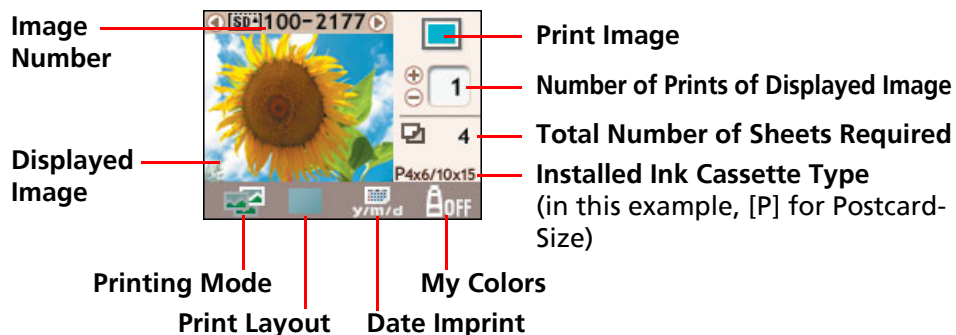 Image
Number
SD 100-2177
Print Image
1
Number of Prints of Displayed Image
4
Total Number of Sheets Required
Displayed
Image
P4x6/10x15
Installed Ink Cassette Type
(in this example, [P] for Postcard-
Size)
y/m/d
OFF
Printing Mode
My Colors
Print Layout
Date Imprint